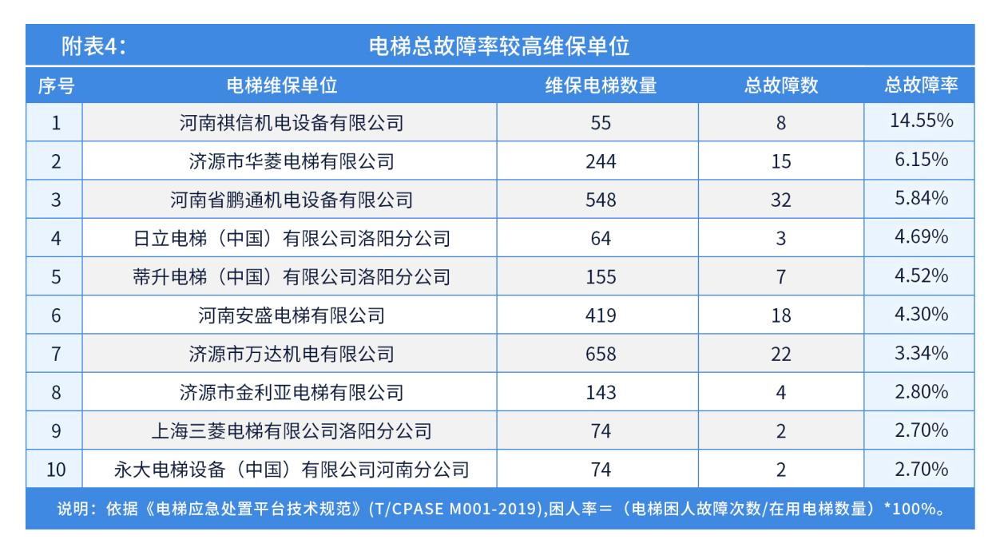 附表4： 电梯总故障率较高维保单位
序号 电梯维保单位 维保电梯数量 总故障数 总故障率
1 河南祺信机电设备有限公司 55 8 14.55%
2 济源市华菱电梯有限公司 244 15 6.15%
3 河南省鹏通机电设备有限公司 548 32 5.84%
4 日立电梯（中国）有限公司洛阳分公司 64 3 4.69%
5 蒂升电梯（中国）有限公司洛阳分公司 155 7 4.52%
6 河南安盛电梯有限公司 419 18 4.30%
7 济源市万达机电有限公司 658 22 3.34%
8 济源市金利亚电梯有限公司 143 4 2.80%
9 上海三菱电梯有限公司洛阳分公司 74 2 2.70%
10 永大电梯设备（中国）有限公司河南分公司 74 2 2.70%
说明：依据《电梯应急处置平台技术规范》(T/CPASE M001-2019),困人率＝（电梯困人故障次数/在用电梯数量）*100%。